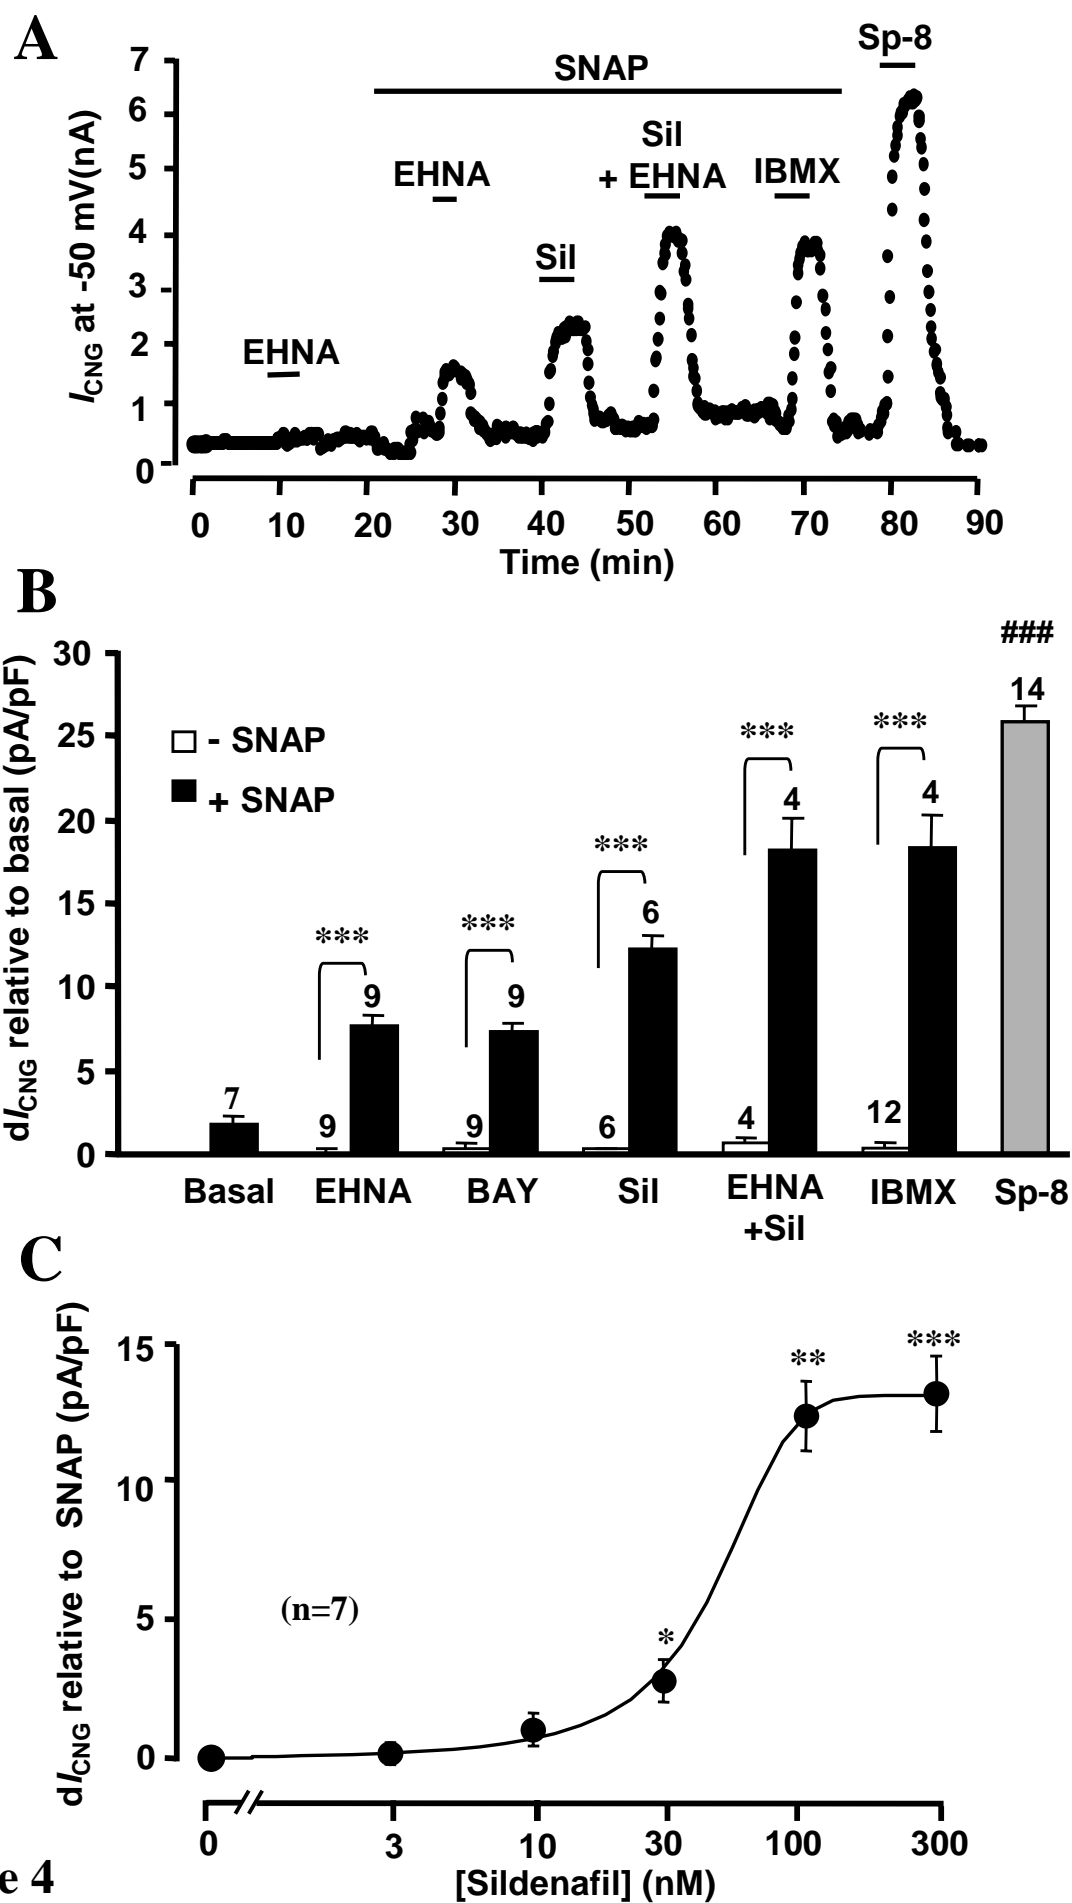 A
Sp-8
7
SNAP
6
Sil
5
EHNA
+ EHNA
IBMX
4
Sil
3
2
EHNA
1
0
I CNG at -50 mV(nA)
0 10 20 30 40 50 60 70 80 90
Time (min)
B
###
30
14
25
- SNAP
***
***
+ SNAP
20
4
4
***
15
6
***
***
10
9
9
5
7
9
9
6
4
12
0
dICNG relative to basal (pA/pF)
Basal EHNA BAY Sil EHNA IBMX Sp-8
+Sil
C
15
**
***
10
5
(n=7)
*
0
dICNG relative to SNAP (pA/pF)
0 3 10 30 100 300
[Sildenafil] (nM)
e 4